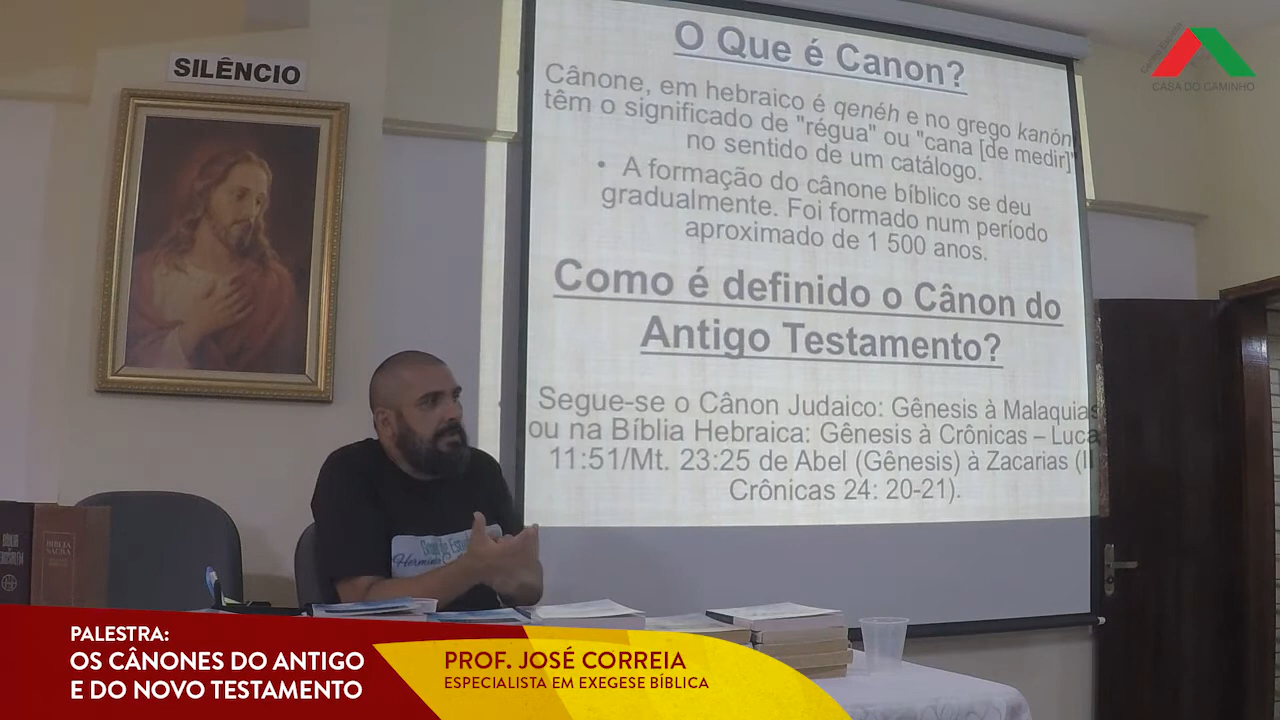 SILÊNCIO
O Que é Canon?
Cânone, em hebraico é qenéh e no grego kanón
têm o significado de "régua" ou "cana [de medir]"
no sentido de um catálogo.
• A formação do cânone bíblico se deu
gradualmente. Foi formado num período
aproximado de 1 500 anos.
Como é definido o Cânon do
Antigo Testamento?
Segue-se o Cânon Judaico: Gênesis à Malaquias
ou na Bíblia Hebraica: Gênesis à Crônicas – Luca
11:51/Mt. 23:25 de Abel (Gênesis) à Zacarias (II
Crônicas 24: 20-21).
CASA DO CAMINHO
BÍBLIA
BÍBLIA
SACRA
PALESTRA:
OS CÂNONES DO ANTIGO
E DO NOVO TESTAMENTO
PROF. JOSÉ CORREIA
ESPECIALISTA EM EXEGESE BÍBLICA